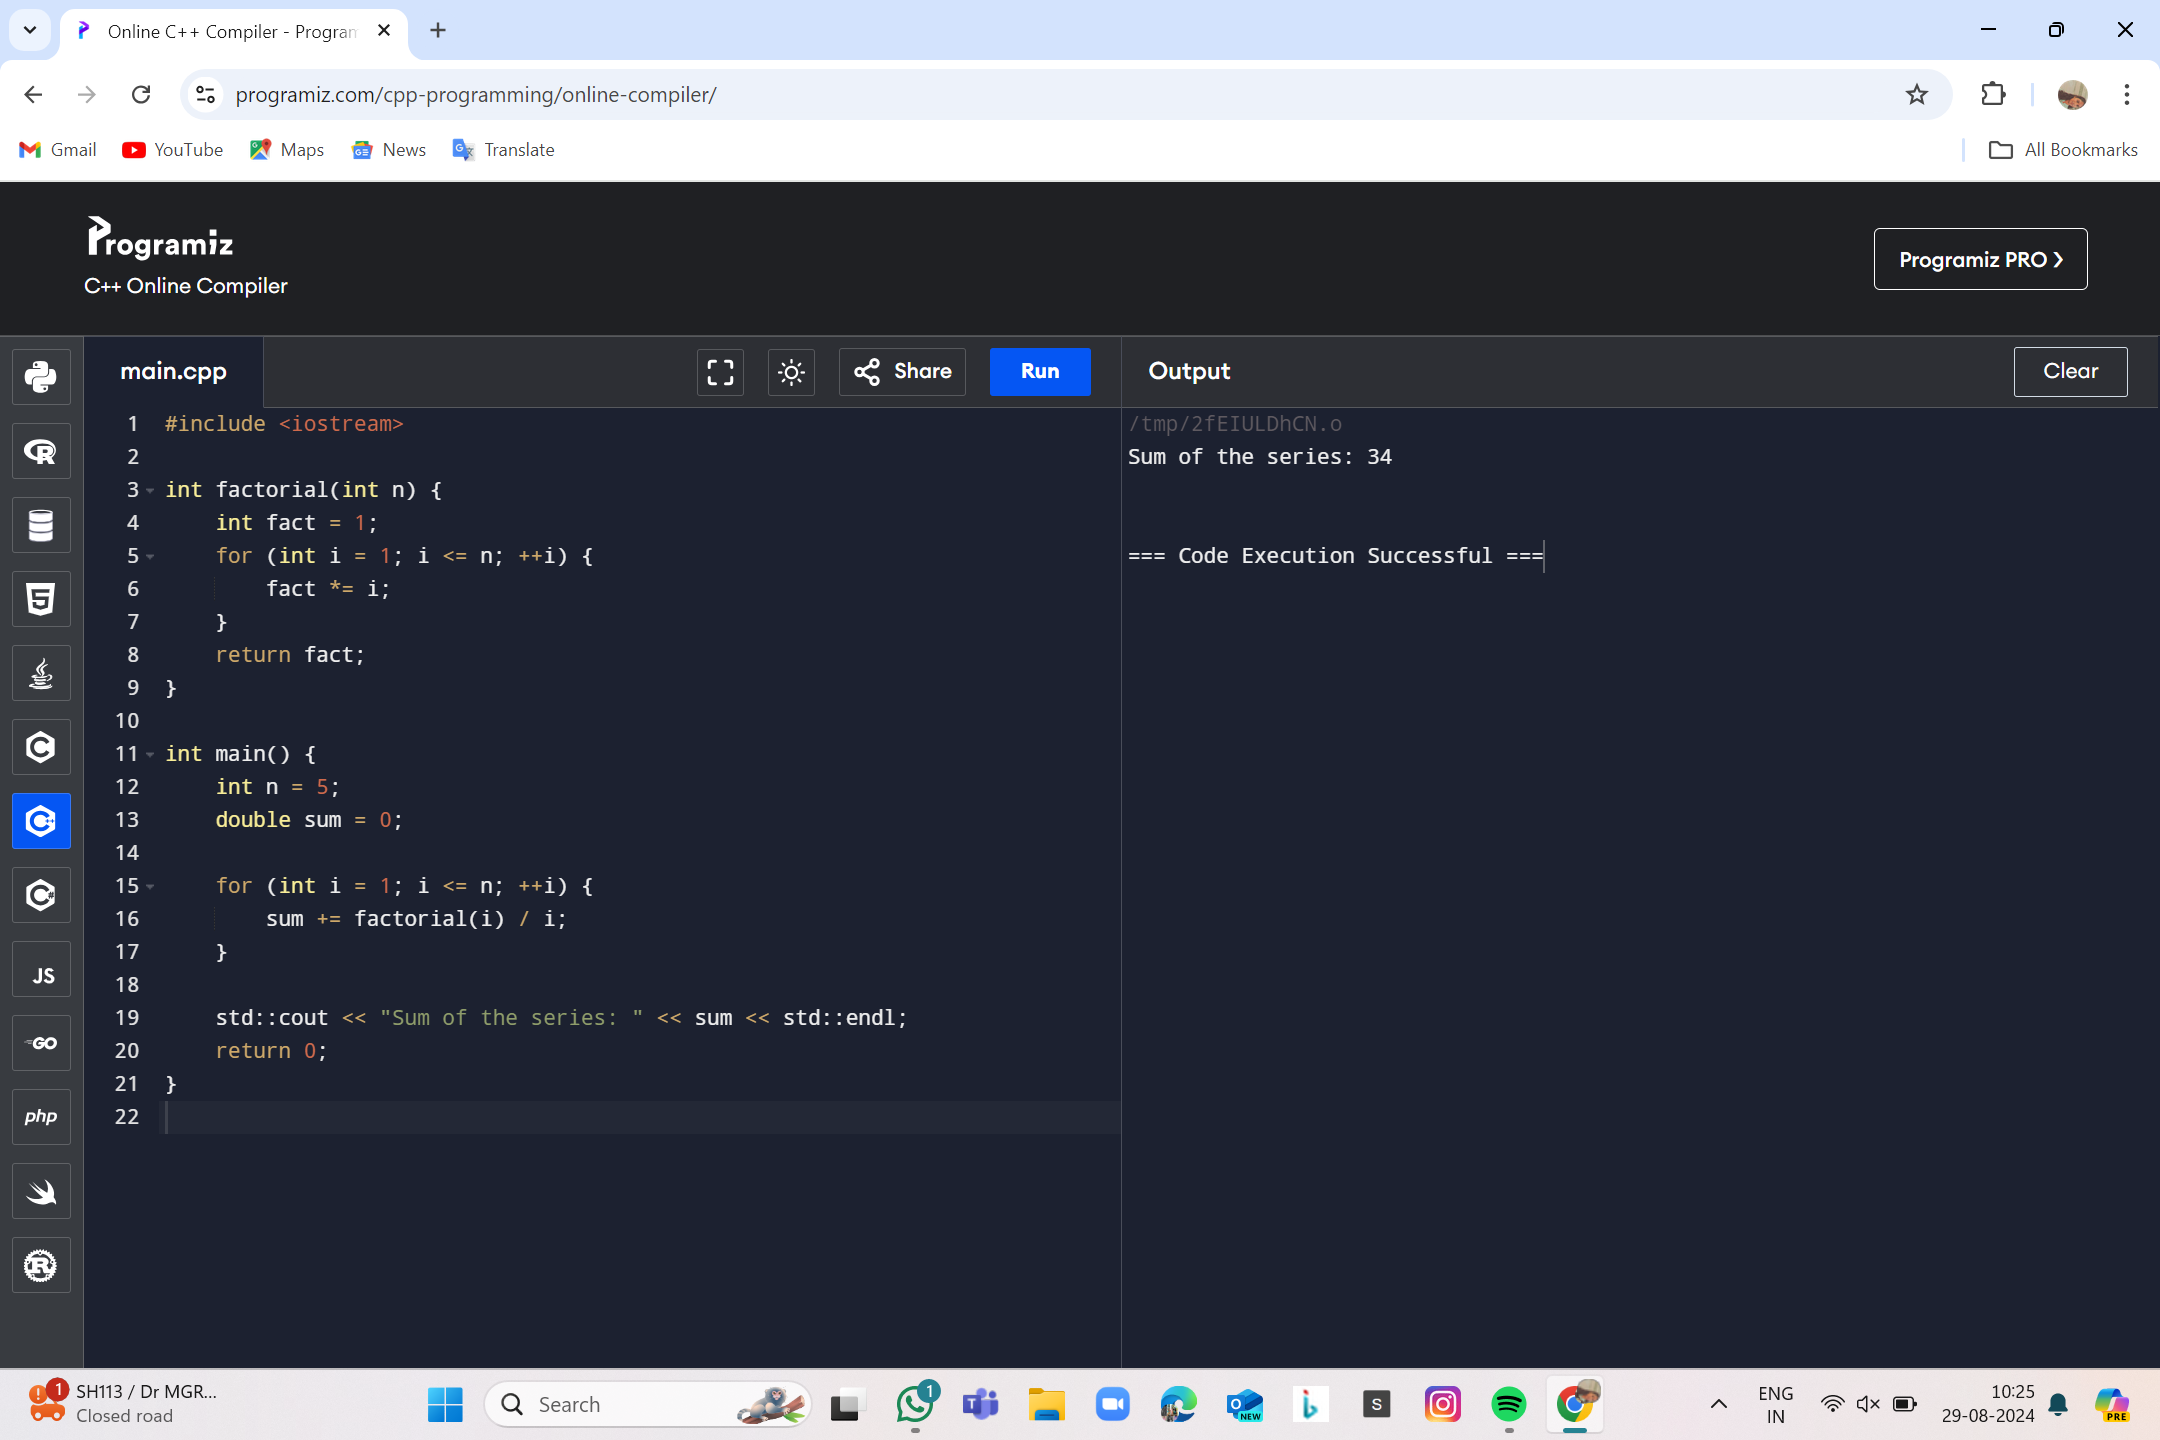 Online C++ Compiler - Program
programiz.com/cpp-programming/online-compiler/
Gmail YouTube Maps News Translate All Bookmarks
Programiz
C++ Online Compiler
Programiz PRO ❯
main.cpp Share Run Output Clear
1 #include <iostream>
2
3 int factorial(int n) {
4     int fact = 1;
5     for (int i = 1; i <= n; ++i) {
6         fact *= i;
7     }
8     return fact;
9 }
10
11 int main() {
12     int n = 5;
13     double sum = 0;
14
15     for (int i = 1; i <= n; ++i) {
16         sum += factorial(i) / i;
17     }
18
19     std::cout << "Sum of the series: " << sum << std::endl;
20     return 0;
21 }
22
/tmp/2fEIULDhCN.o
Sum of the series: 34
=== Code Execution Successful ===
JS
GO
php
1
SH113 / Dr MGR...
Closed road
Search
1
NEW
S
ENG
IN
10:25
29-08-2024
PRE